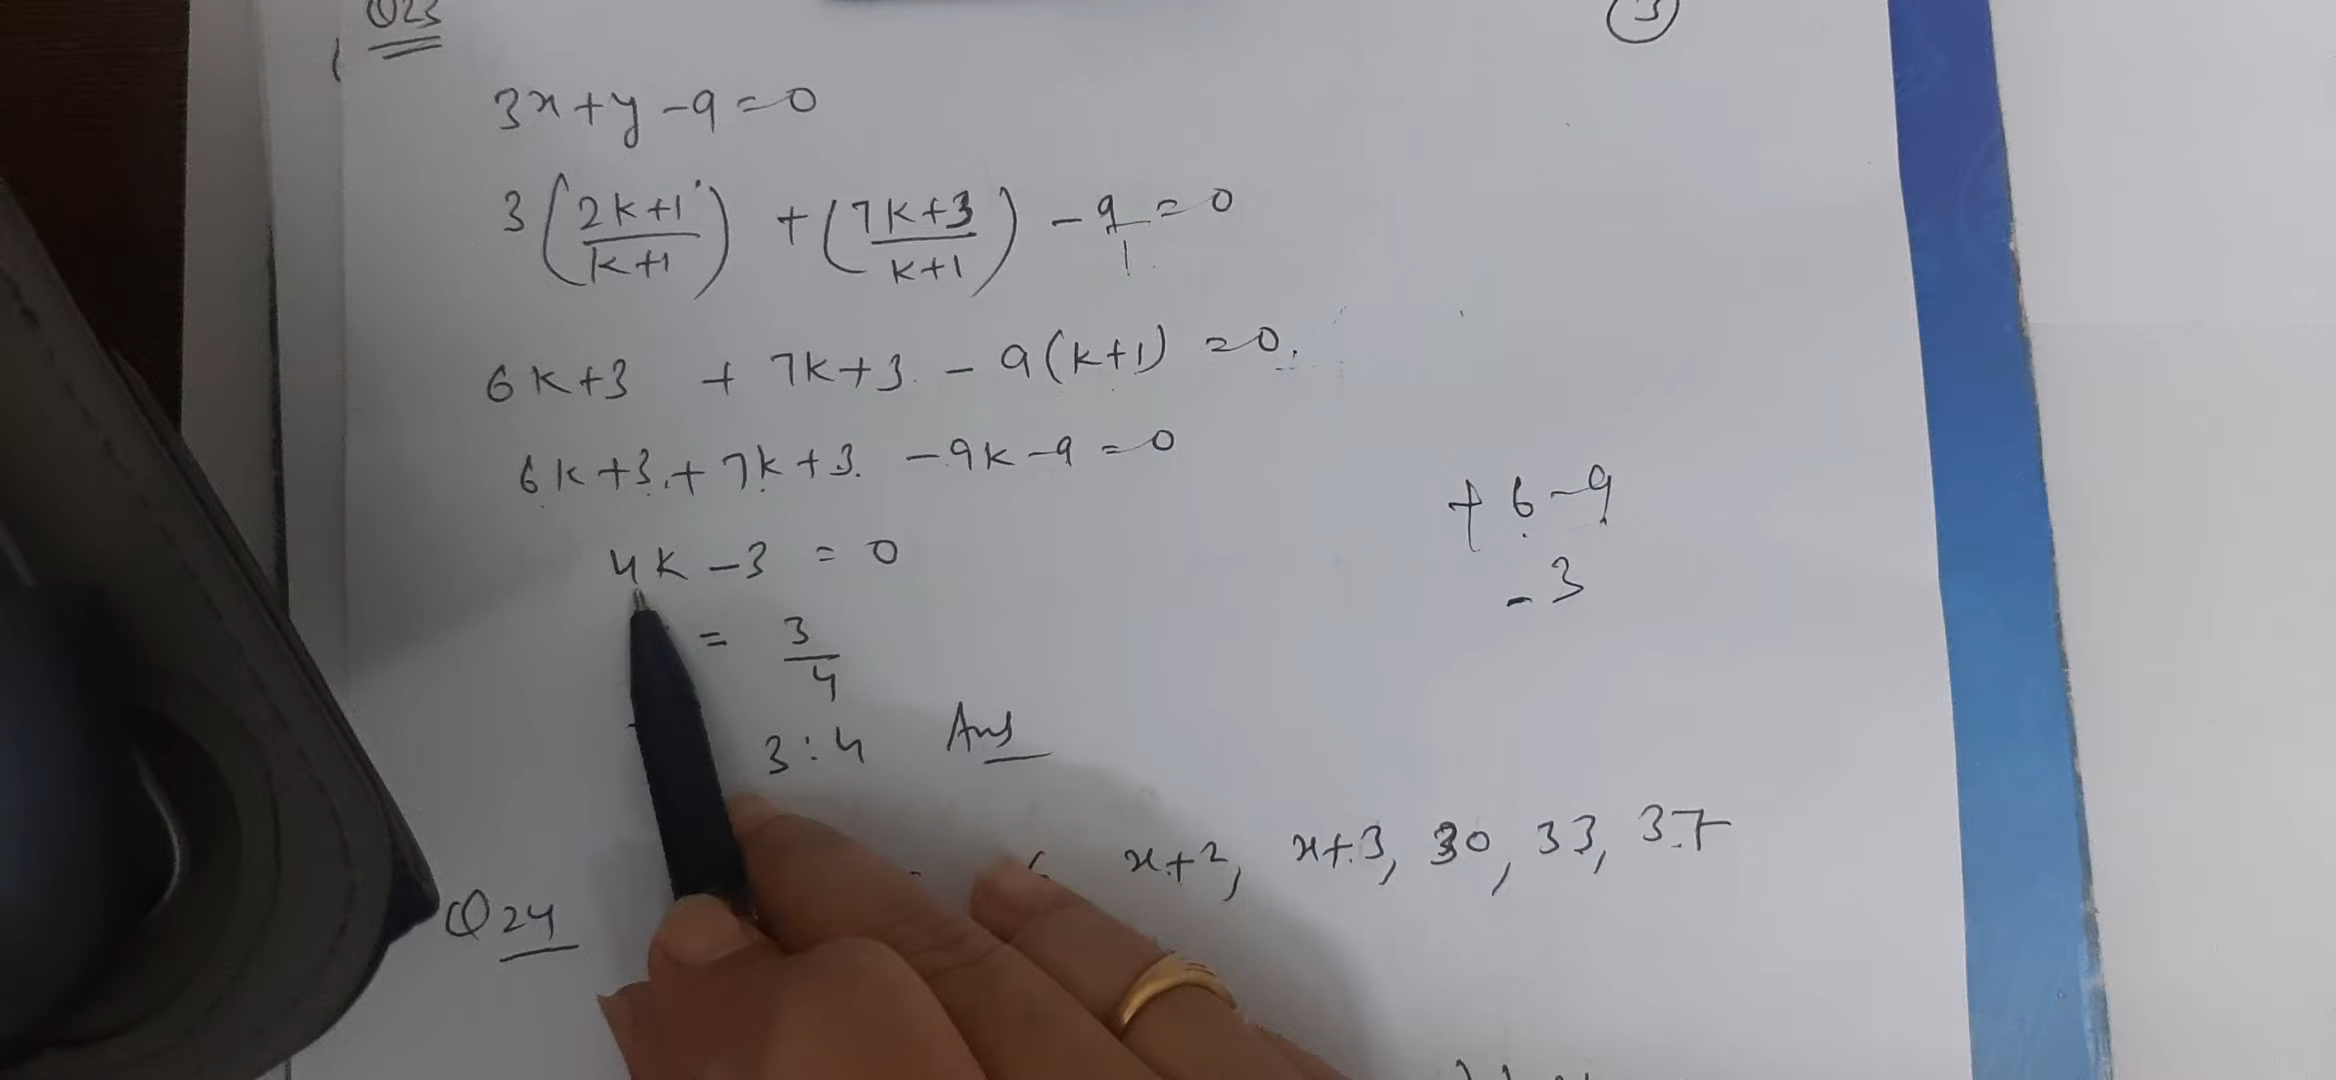 Q23
3
3x+y-9=0
3(2k+1/k+1) + (7k+3/k+1) - 9/1 = 0
6k+3 + 7k+3 - 9(k+1) = 0.
6k+3+7k+3 -9k-9=0
+6-9
4k-3 = 0
-3
= 3/4
3:4 Ans
Q24 x+2, x+3, 30, 33, 37